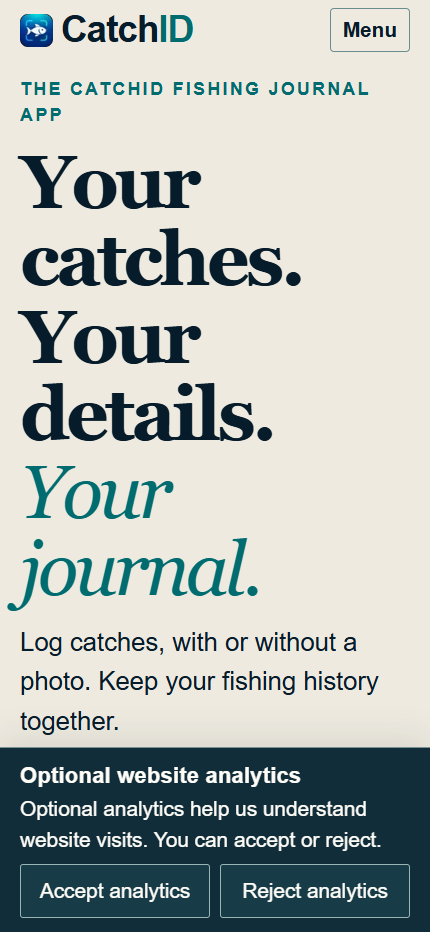 CatchID
Menu
THE CATCHID FISHING JOURNAL
APP
Your
catches.
Your
details.
Your
journal.
Log catches, with or without a
photo. Keep your fishing history
together.
Optional website analytics
Optional analytics help us understand
website visits. You can accept or reject.
Accept analytics
Reject analytics